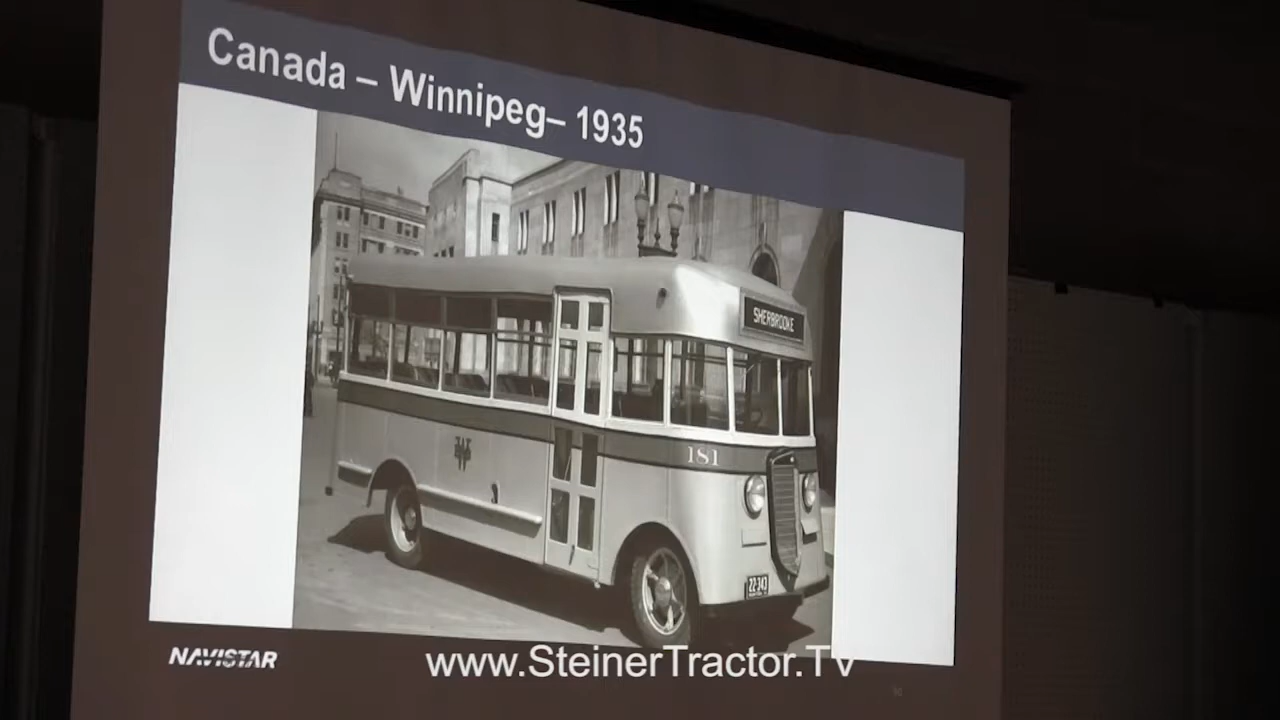 Canada – Winnipeg– 1935
SHERBROOKE
181
22-343
NAVISTAR
www.SteinerTractor.TV